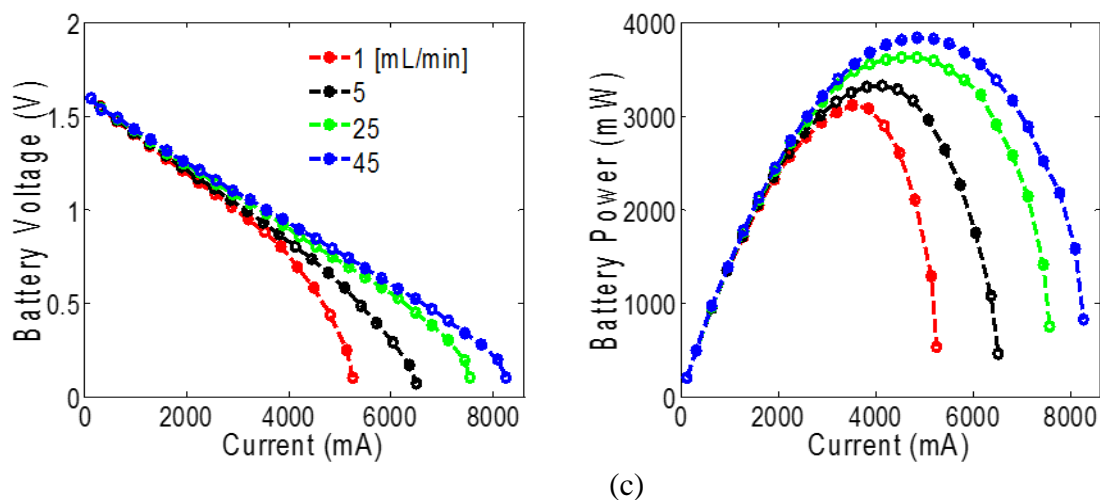 Battery Voltage (V)
2
1.5
1
0.5
0
0 2000 4000 6000 8000
Current (mA)
1 [mL/min]
5
25
45
Battery Power (mW)
4000
3000
2000
1000
0
0 2000 4000 6000 8000
Current (mA)
(c)